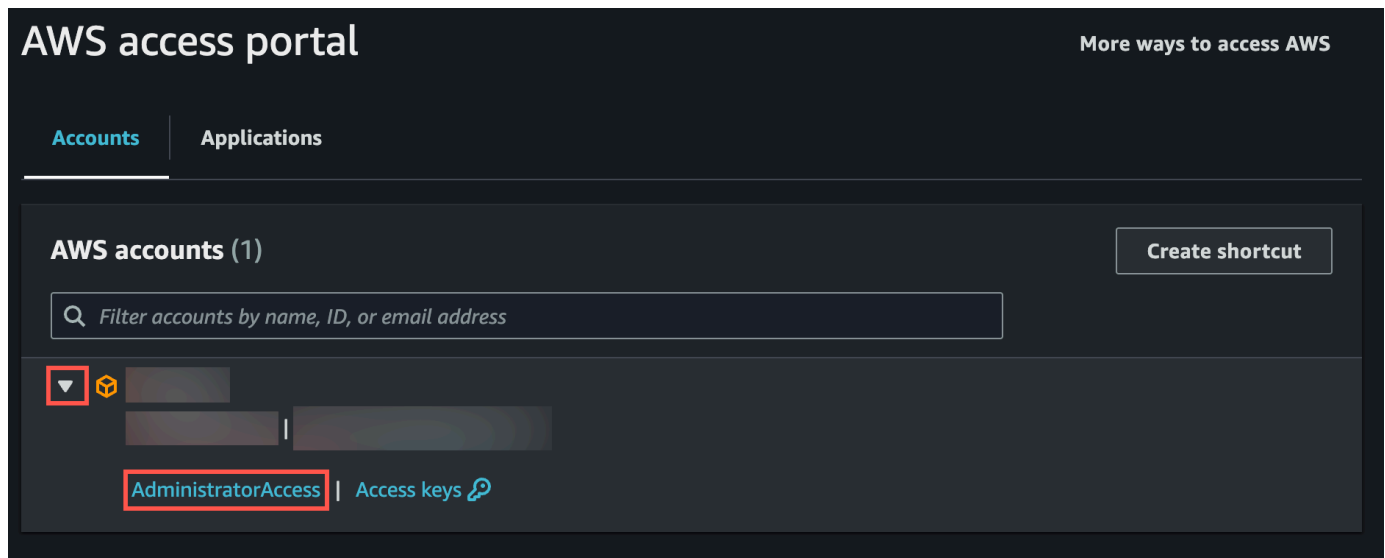 AWS access portal
More ways to access AWS
Accounts
Applications
AWS accounts (1)
Create shortcut
Filter accounts by name, ID, or email address
|
AdministratorAccess | Access keys